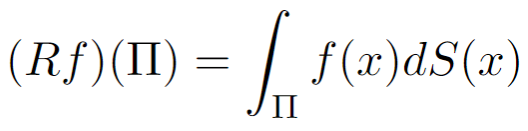 (Rf)(Π) = ∫_Π f(x)dS(x)